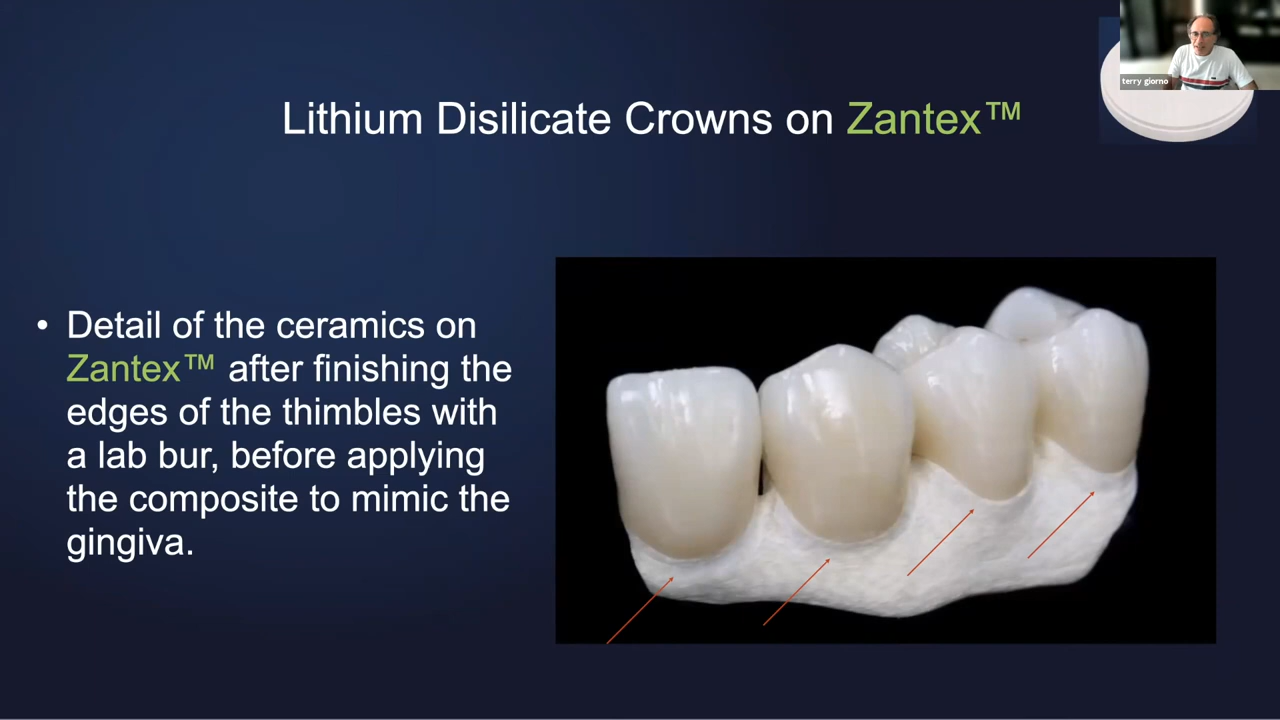 terry giorno
Lithium Disilicate Crowns on Zantex™
• Detail of the ceramics on
Zantex™ after finishing the
edges of the thimbles with
a lab bur, before applying
the composite to mimic the
gingiva.